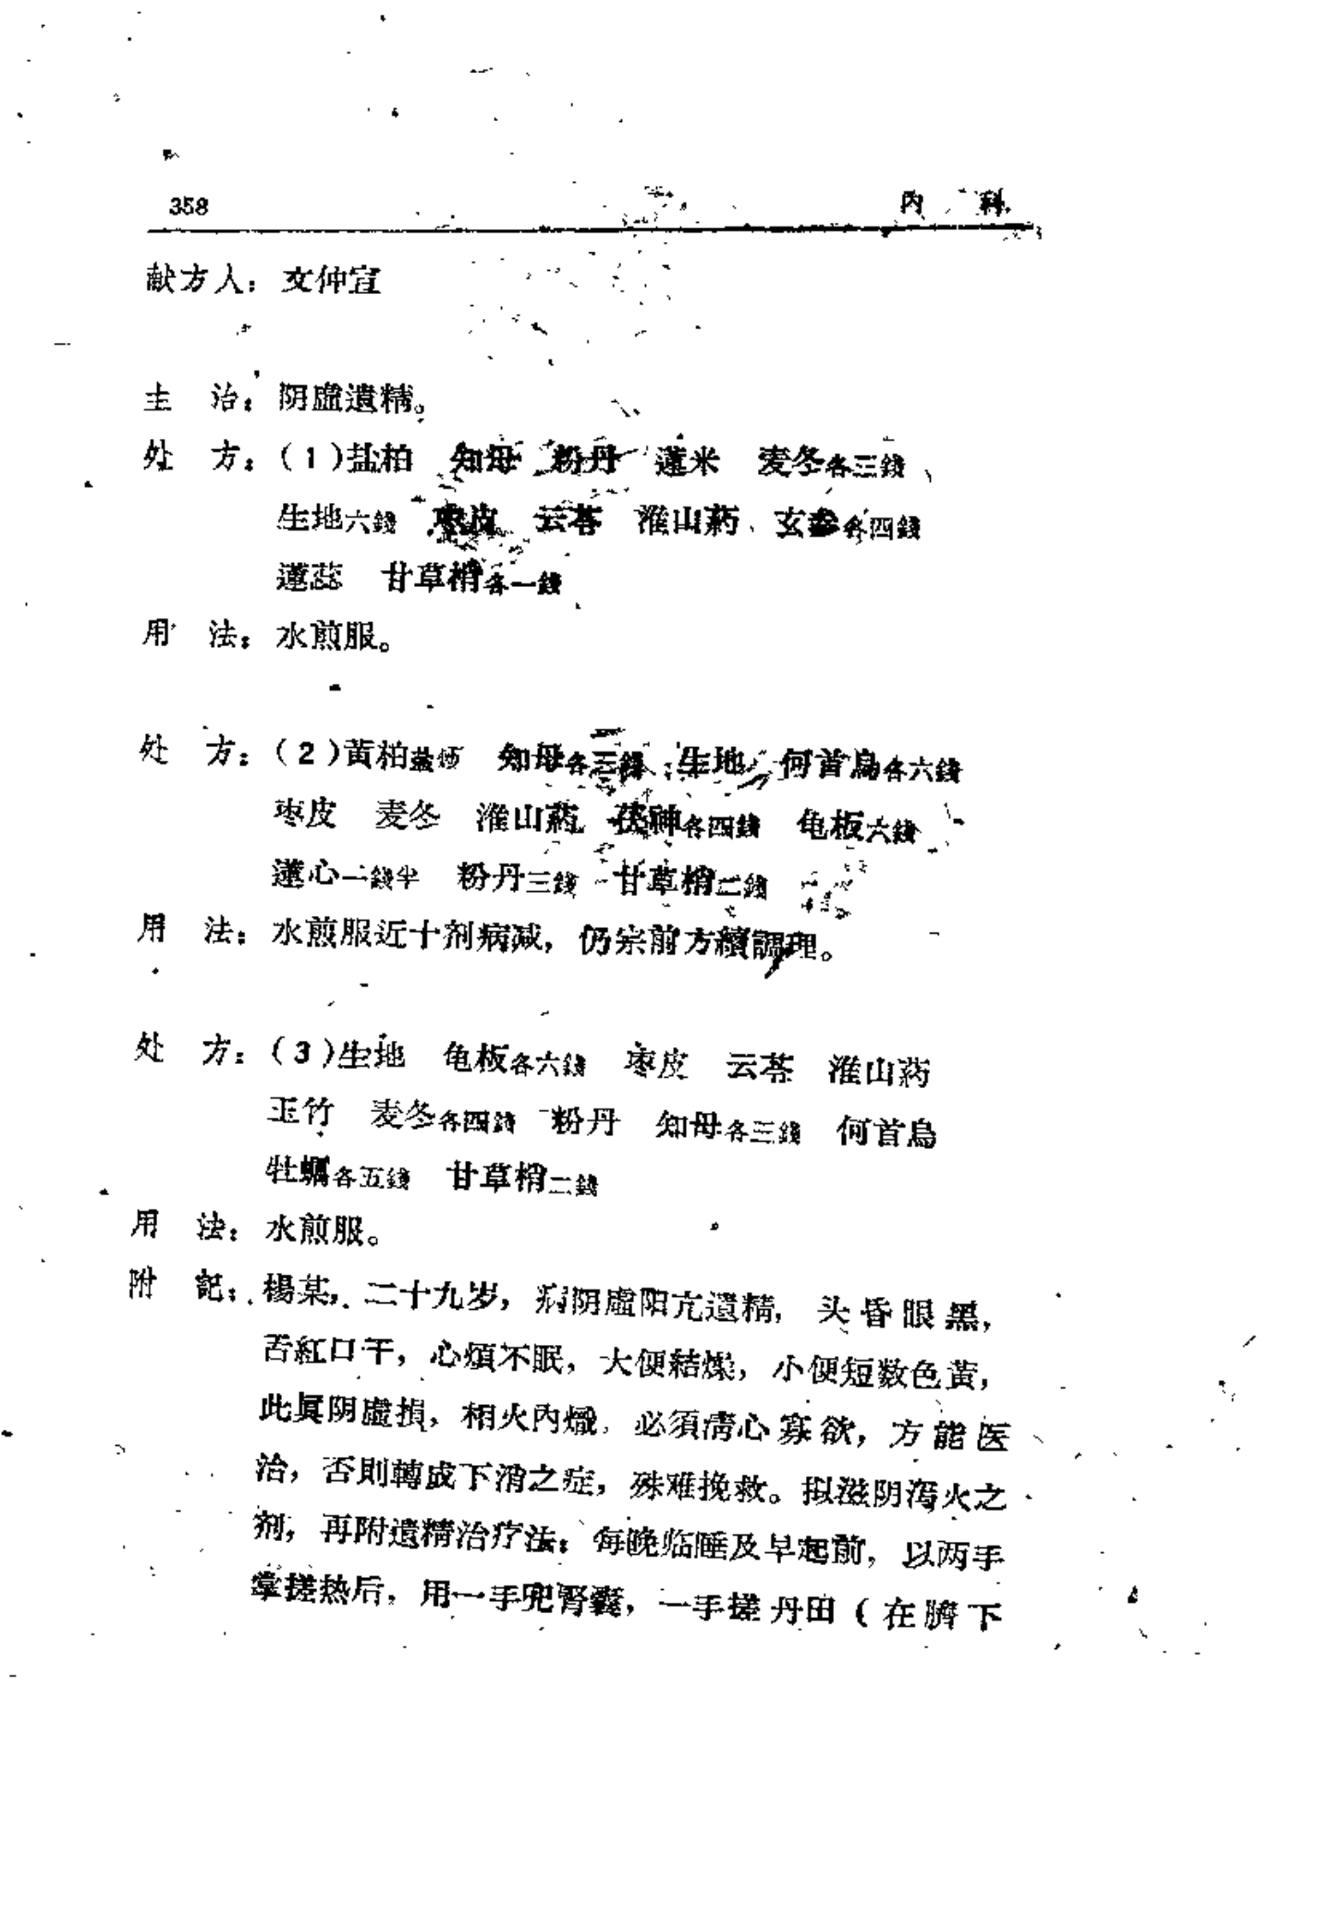 358 內　科
献方人：文仲宣
主　治：阴虛遺精。
处　方：(1)盐柏　知母　粉丹　蓮米　麦冬各三錢
生地六錢　枣皮　云苓　淮山葯　玄参各四錢
蓮蕊　甘草梢各一錢
用　法：水煎服。
处　方：(2)黃柏盐炒　知母各三錢　生地　何首烏各六錢
枣皮　麦冬　淮山葯　茯神各四錢　龟板六錢
蓮心一錢半　粉丹三錢　甘草梢二錢
用　法：水煎服近十剂病减，仍宗前方續調理。
处　方：(3)生地　龟板各六錢　枣皮　云苓　淮山葯
玉竹　麦冬各四錢　粉丹　知母各三錢　何首烏
牡蠣各五錢　甘草梢二錢
用　法：水煎服。
附　記：楊某，二十九岁，病阴虛阳亢遺精，头昏眼黑，
舌紅口干，心煩不眠，大便結燥，小便短数色黃，
此眞阴虛損，相火內熾，必須清心寡欲，方能医
治，否則轉成下消之症，殊难挽救。拟滋阴泻火之
剂，再附遺精治疗法：每晚临睡及早起前，以两手
掌搓热后，用一手兜肾囊，一手搓丹田（在臍下